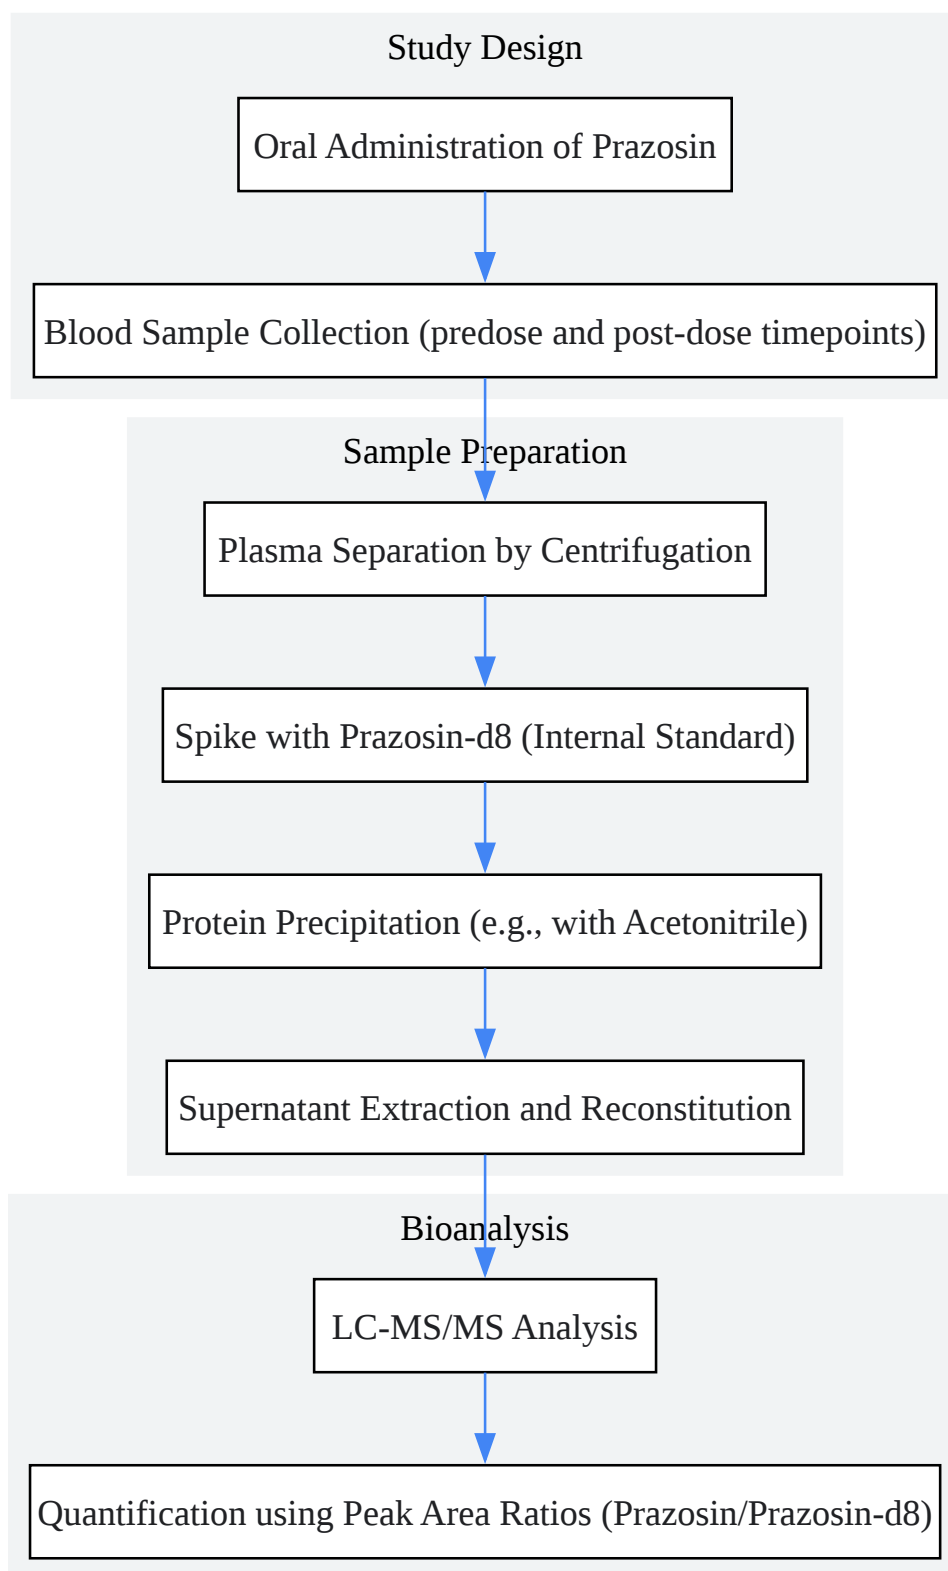 Study Design
Oral Administration of Prazosin
Blood Sample Collection (predose and post-dose timepoints)
Sample Preparation
Plasma Separation by Centrifugation
Spike with Prazosin-d8 (Internal Standard)
Protein Precipitation (e.g., with Acetonitrile)
Supernatant Extraction and Reconstitution
Bioanalysis
LC-MS/MS Analysis
Quantification using Peak Area Ratios (Prazosin/Prazosin-d8)